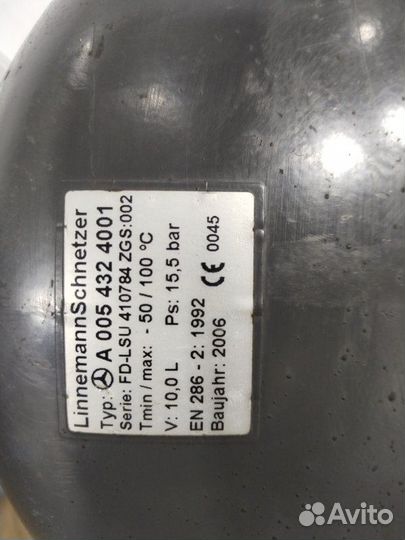 LinnemannSchnetzer
Typ: A 005 432 4001
Serie: FD-LSU 410784 ZGS:002
Tmin / max: - 50 / 100 °C
V: 10,0 L Ps: 15,5 bar
EN 286 - 2: 1992 CE 0045
Baujahr: 2006
Avito